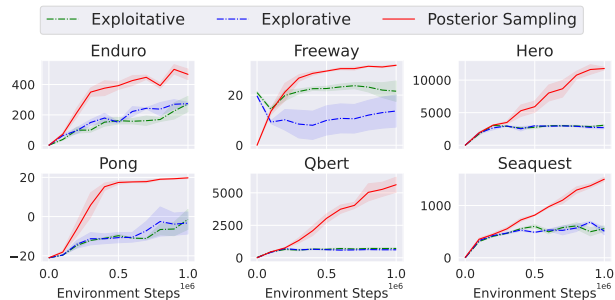 Exploitative Explorative Posterior Sampling
Enduro Freeway Hero
400
200
0
20
0
10000
5000
0
Pong Qbert Seaquest
20
0
−20
5000
2500
0
1000
0
0.0 0.5 1.0 0.0 0.5 1.0 0.0 0.5 1.0
1e6 1e6 1e6
Environment Steps Environment Steps Environment Steps